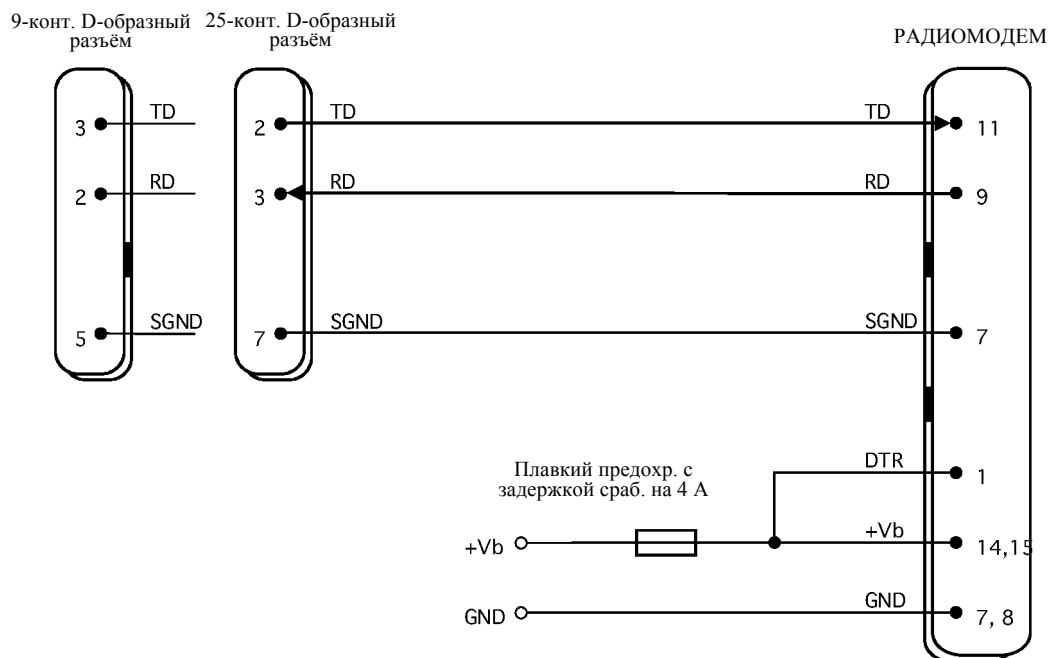 9-конт. D-образный
разъём
25-конт. D-образный
разъём
РАДИОМОДЕМ
3 TD 2 TD TD 11
2 RD 3 RD RD 9
5 SGND 7 SGND SGND 7
DTR 1
Плавкий предохр. с
задержкой сраб. на 4 А
+Vb +Vb 14,15
GND GND 7, 8